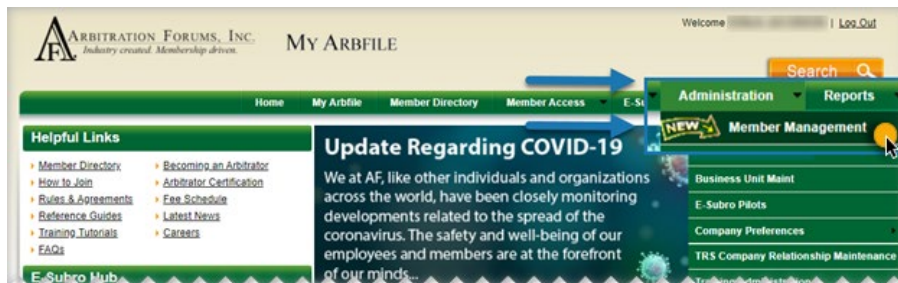 ARBITRATION FORUMS, INC.
Industry created. Membership driven.
MY ARBFILE
Welcome
| Log Out
Search
Home My Arbfile Member Directory Member Access E-Su
Administration Reports
NEW Member Management
Helpful Links
Member Directory
How to Join
Rules & Agreements
Reference Guides
Training Tutorials
FAQs
Becoming an Arbitrator
Arbitrator Certification
Fee Schedule
Latest News
Careers
E-Subro Hub
Update Regarding COVID-19
We at AF, like other individuals and organizations
across the world, have been closely monitoring
developments related to the spread of the
coronavirus. The safety and well-being of our
employees and members are at the forefront
of our minds...
Business Unit Maint
E-Subro Pilots
Company Preferences
TRS Company Relationship Maintenance
Training Administration